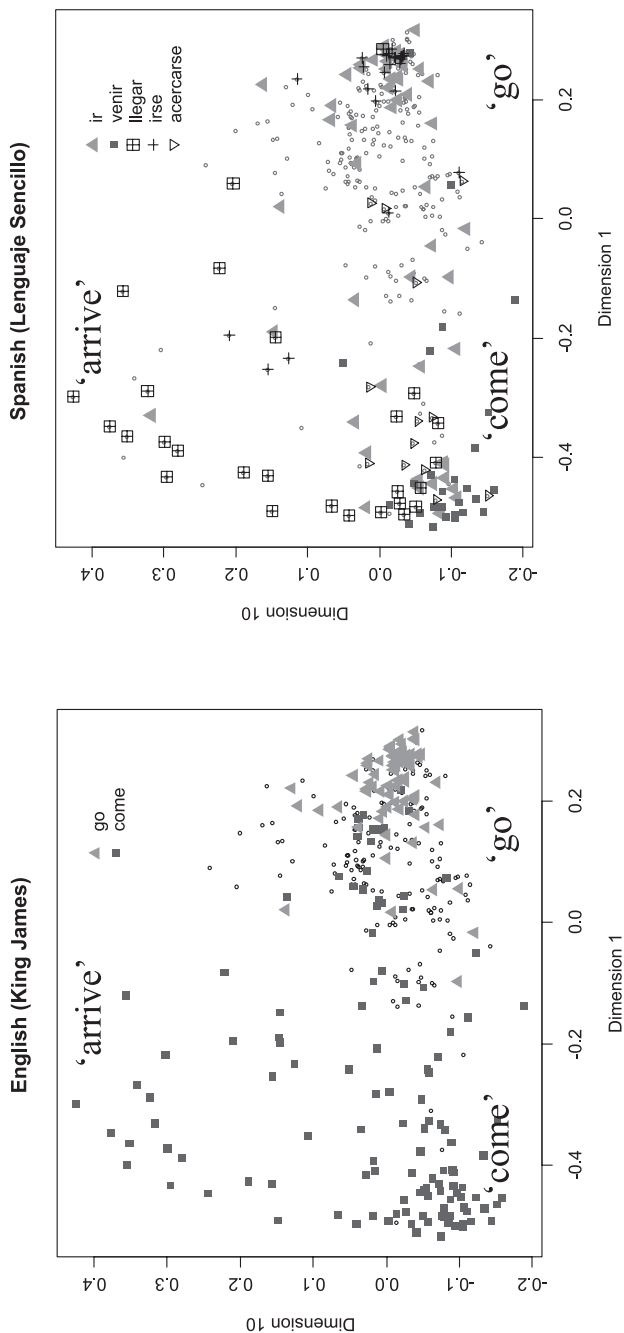 English (King James)
0.4
0.3
0.2
0.1
0.0
-0.1
-0.2
Dimension 10
-0.4
-0.2
0.0
0.2
Dimension 1
go
come
‘arrive’
‘come’
‘go’
Spanish (Lenguaje Sencillo)
0.4
0.3
0.2
0.1
0.0
-0.1
-0.2
Dimension 10
-0.4
-0.2
0.0
0.2
Dimension 1
ir
venir
llegar
irse
acercarse
‘arrive’
‘come’
‘go’